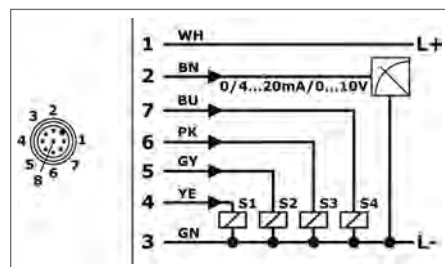 1 WH L+
2 BN
0/4...20mA/0...10V
7 BU
6 PK
5 GY
4 YE S1 S2 S3 S4
3 GN L-
3 2
4 1
5 6 7
8